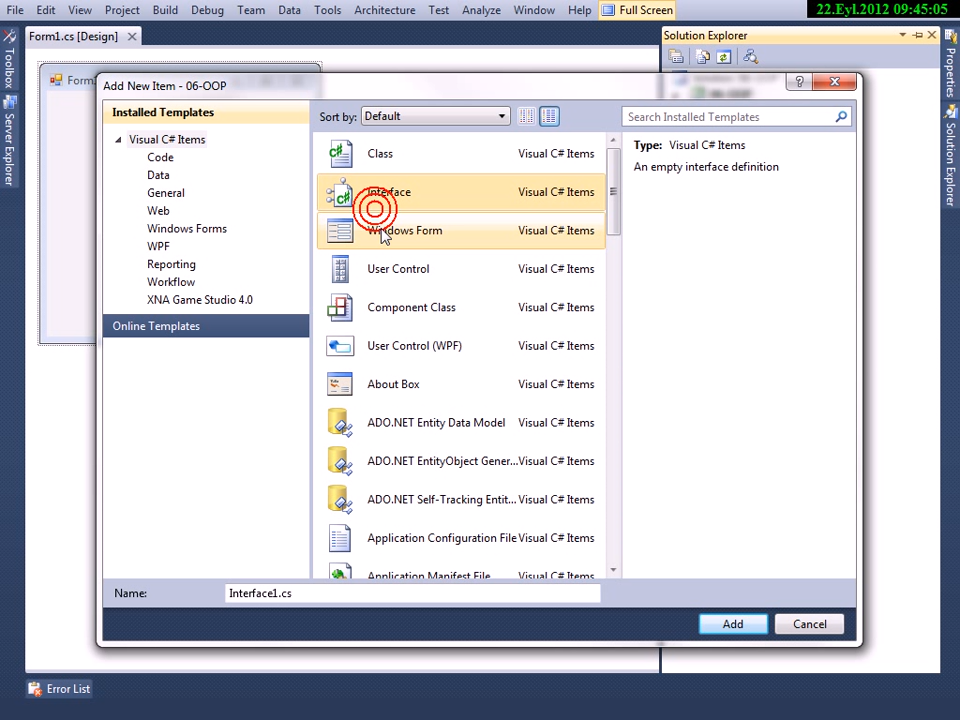 File Edit View Project Build Debug Team Data Tools Architecture Test Analyze Window Help Full Screen
22.Eyl.2012 09:45:05
Form1.cs [Design]
Solution Explorer
Toolbox
Server Explorer
Properties
Solution Explorer
Add New Item - 06-OOP
Installed Templates
Visual C# Items
Code
Data
General
Web
Windows Forms
WPF
Reporting
Workflow
XNA Game Studio 4.0
Online Templates
Sort by: Default
Search Installed Templates
Class Visual C# Items
Interface Visual C# Items
Windows Form Visual C# Items
User Control Visual C# Items
Component Class Visual C# Items
User Control (WPF) Visual C# Items
About Box Visual C# Items
ADO.NET Entity Data Model Visual C# Items
ADO.NET EntityObject Gener... Visual C# Items
ADO.NET Self-Tracking Entit... Visual C# Items
Application Configuration File Visual C# Items
Application Manifest File Visual C# Items
Type: Visual C# Items
An empty interface definition
Name: Interface1.cs
Add Cancel
Error List